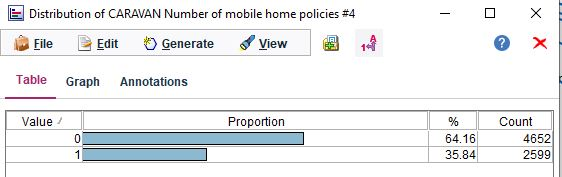 Distribution of CARAVAN Number of mobile home policies #4
File Edit Generate View
Table Graph Annotations
Value Proportion % Count
0 64.16 4652
1 35.84 2599